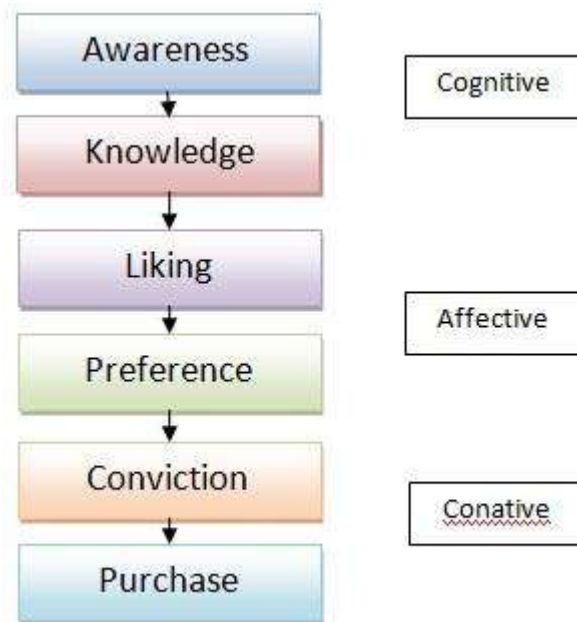 Awareness
Cognitive
Knowledge
Liking
Affective
Preference
Conviction
Conative
Purchase